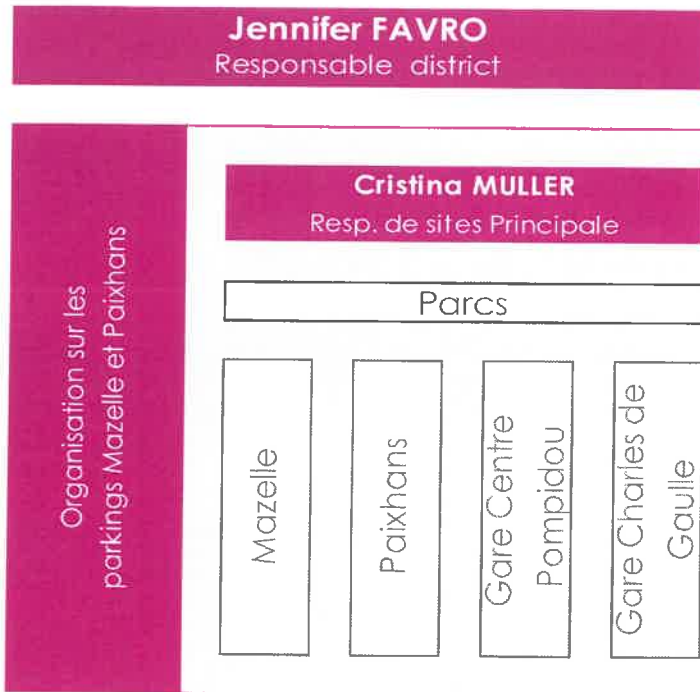 Jennifer FAVRO
Responsable district
Organisation sur les
parkings Mazelle et Paixhans
Cristina MULLER
Resp. de sites Principale
Parcs
Mazelle
Paixhans
Gare Centre
Pompidou
Gare Charles de
Gaulle